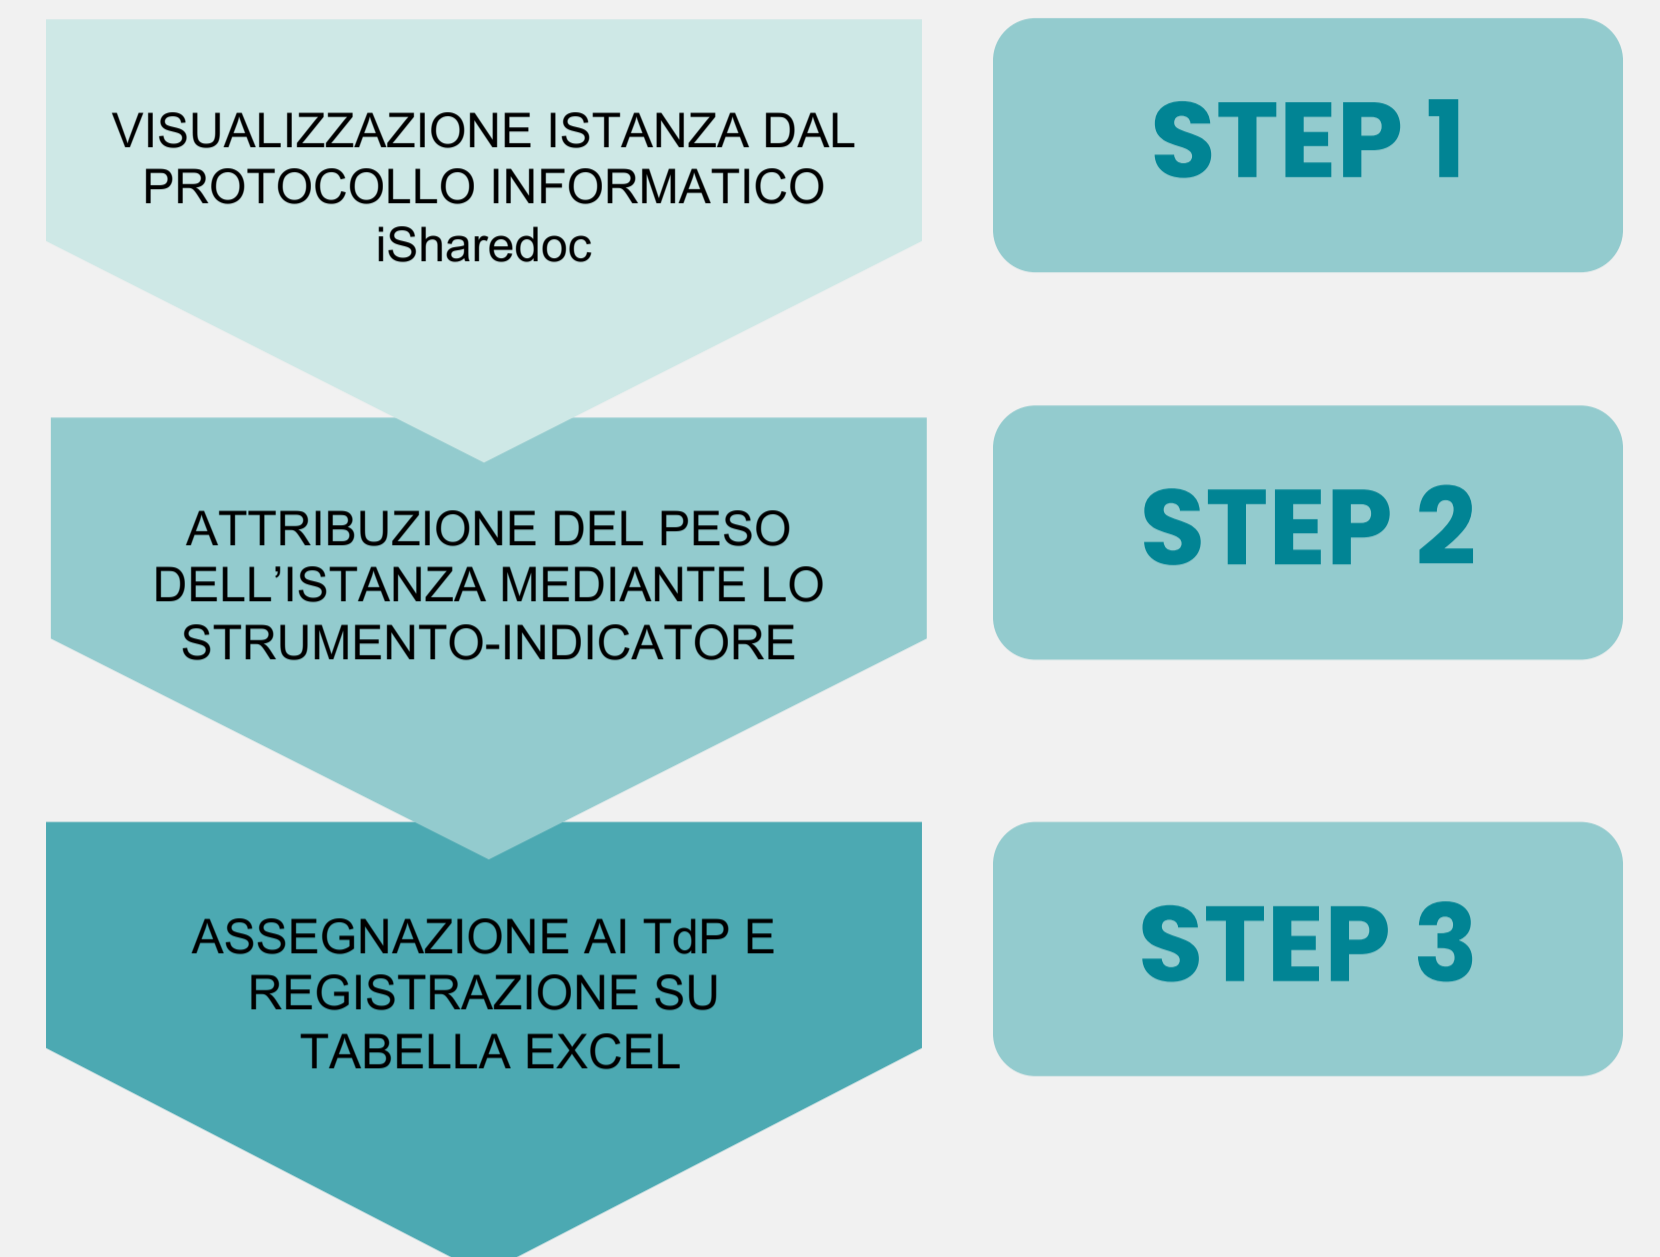 VISUALIZZAZIONE ISTANZA DAL
PROTOCOLLO INFORMATICO
iSharedoc
STEP 1
ATTRIBUZIONE DEL PESO
DELL’ISTANZA MEDIANTE LO
STRUMENTO-INDICATORE
STEP 2
ASSEGNAZIONE AI TdP E
REGISTRAZIONE SU
TABELLA EXCEL
STEP 3